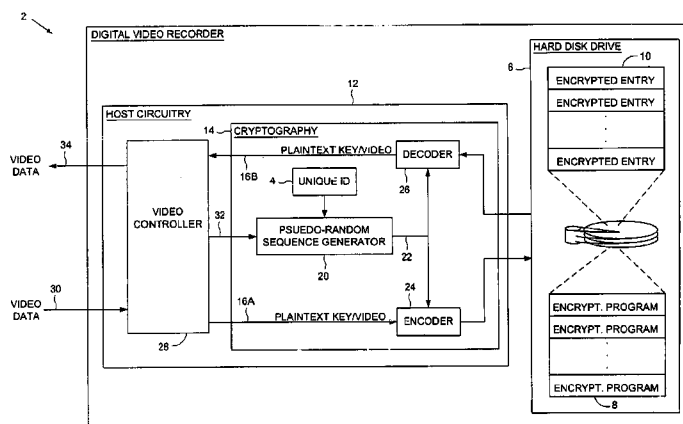 2
DIGITAL VIDEO RECORDER
HARD DISK DRIVE
6
10
ENCRYPTED ENTRY
ENCRYPTED ENTRY
ENCRYPTED ENTRY
12
HOST CIRCUITRY
14
CRYPTOGRAPHY
PLAINTEXT KEY/VIDEO
16B
DECODER
26
34
VIDEO
DATA
4
UNIQUE ID
VIDEO
CONTROLLER
32
PSUEDO-RANDOM
SEQUENCE GENERATOR
20
22
24
30
VIDEO
DATA
16A
PLAINTEXT KEY/VIDEO
ENCODER
28
ENCRYPT. PROGRAM
ENCRYPT. PROGRAM
ENCRYPT. PROGRAM
8